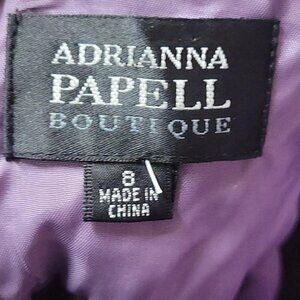 ADRIANNA
PAPELL
BOUTIQUE
8
MADE IN
CHINA